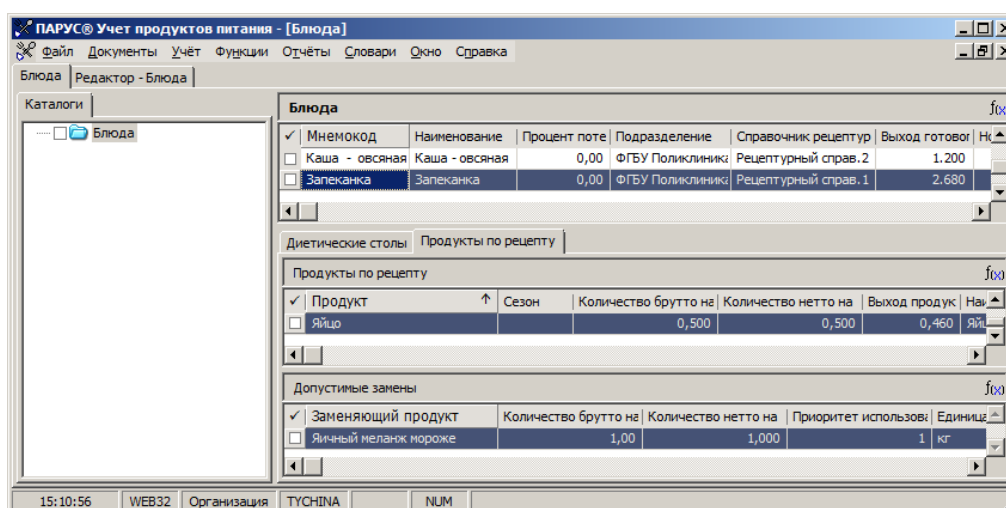 ПАРУС® Учет продуктов питания - [Блюда]
Файл Документы Учёт Функции Отчёты Словари Окно Справка
Блюда Редактор - Блюда
Каталоги
Блюда
Блюда f(x)
✓ Мнемокод Наименование Процент поте Подразделение Справочник рецептур Выход готовог
Каша - овсяная Каша - овсяная 0,00 ФГБУ Поликлиника Рецептурный справ.2 1.200
Запеканка Запеканка 0,00 ФГБУ Поликлиника Рецептурный справ.1 2.680
Диетические столы Продукты по рецепту
Продукты по рецепту f(x)
✓ Продукт ↑ Сезон Количество брутто на Количество нетто на Выход продук Наи
Яйцо 0,500 0,500 0,460 Яйц
Допустимые замены f(x)
✓ Заменяющий продукт Количество брутто на Количество нетто на Приоритет использова Единица
Яичный меланж мороже 1,00 1,000 1 кг
15:10:56 WEB32 Организация TYCHINA NUM